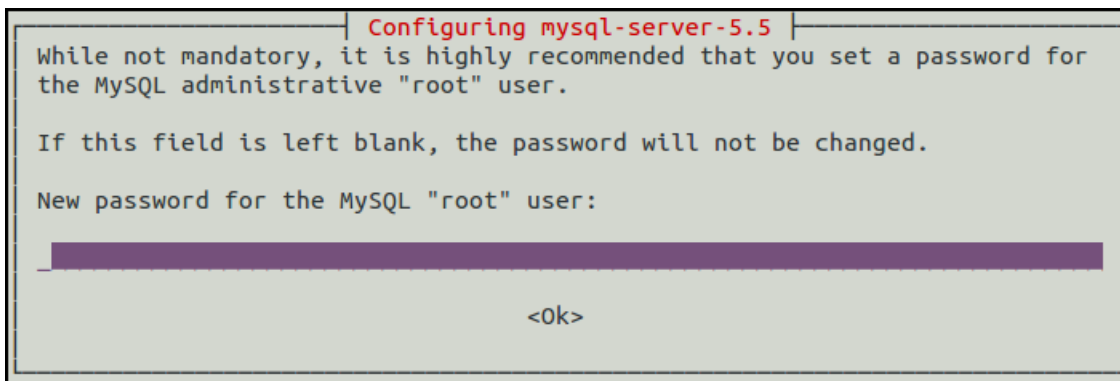 Configuring mysql-server-5.5
While not mandatory, it is highly recommended that you set a password for
the MySQL administrative "root" user.
If this field is left blank, the password will not be changed.
New password for the MySQL "root" user:
<Ok>